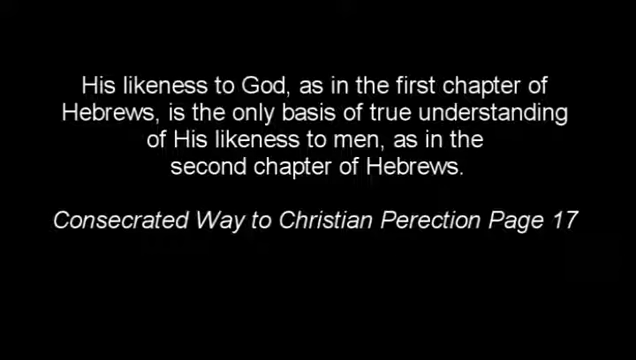 His likeness to God, as in the first chapter of
Hebrews, is the only basis of true understanding
of His likeness to men, as in the
second chapter of Hebrews.
Consecrated Way to Christian Perection Page 17